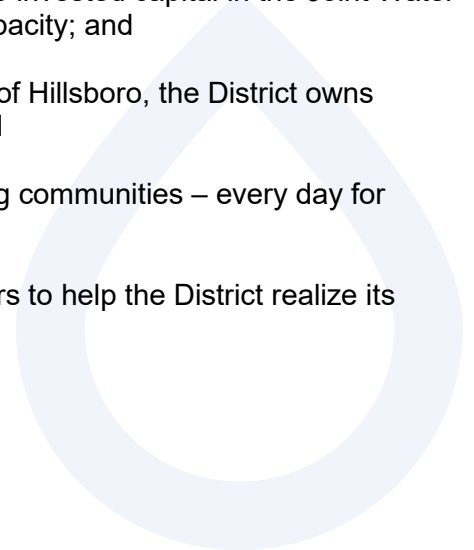 invested capital in the Joint Water
pacity; and
of Hillsboro, the District owns
g communities – every day for
rs to help the District realize its